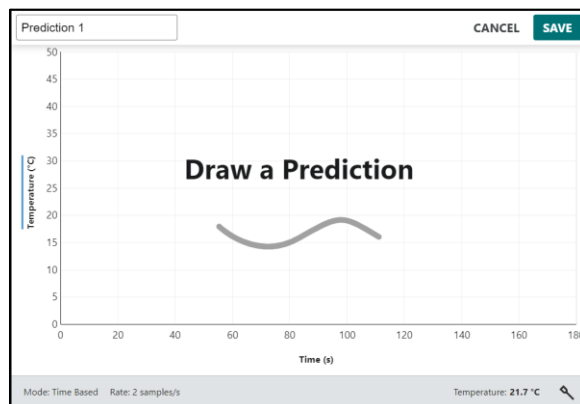 Prediction 1
CANCEL
SAVE
50
45
40
35
30
25
20
15
10
5
0
Temperature (°C)
Draw a Prediction
0 20 40 60 80 100 120 140 160 180
Time (s)
Mode: Time Based Rate: 2 samples/s Temperature: 21.7 °C